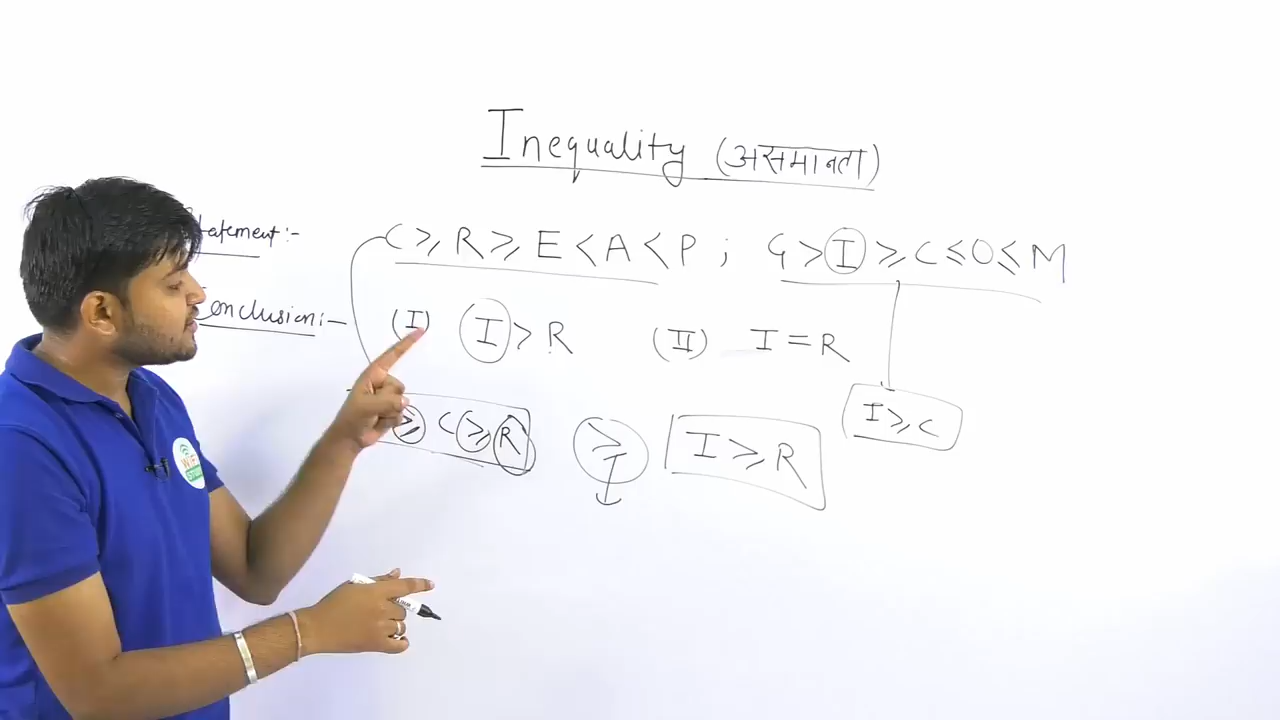 Inequality (असमानता)
Statement:- C ≥ R ≥ E < A < P ; G > I ≥ C ≤ O ≤ M
Conclusion:- (I) I > R (II) I = R
≥ C ≥ R ≥ I ≥ R I ≥ C